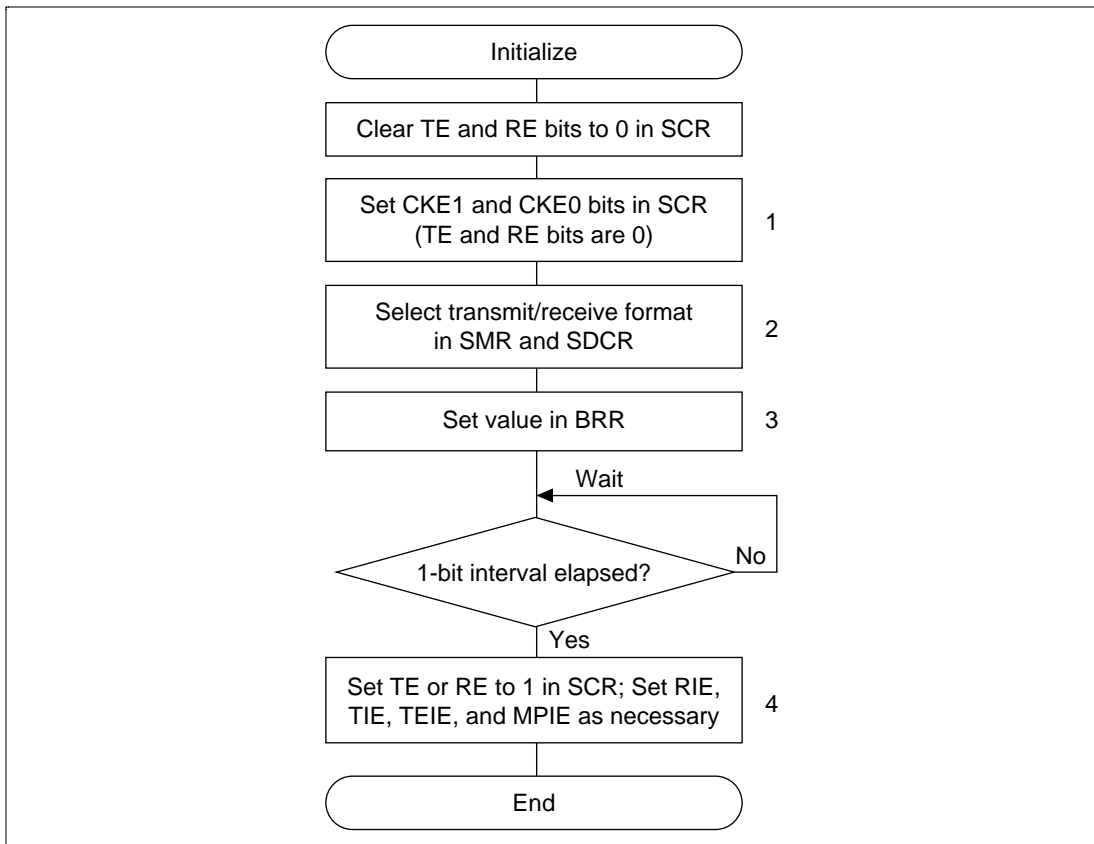 Initialize
Clear TE and RE bits to 0 in SCR
Set CKE1 and CKE0 bits in SCR
(TE and RE bits are 0)
1
Select transmit/receive format
in SMR and SDCR
2
Set value in BRR
3
Wait
1-bit interval elapsed?
No
Yes
Set TE or RE to 1 in SCR; Set RIE,
TIE, TEIE, and MPIE as necessary
4
End